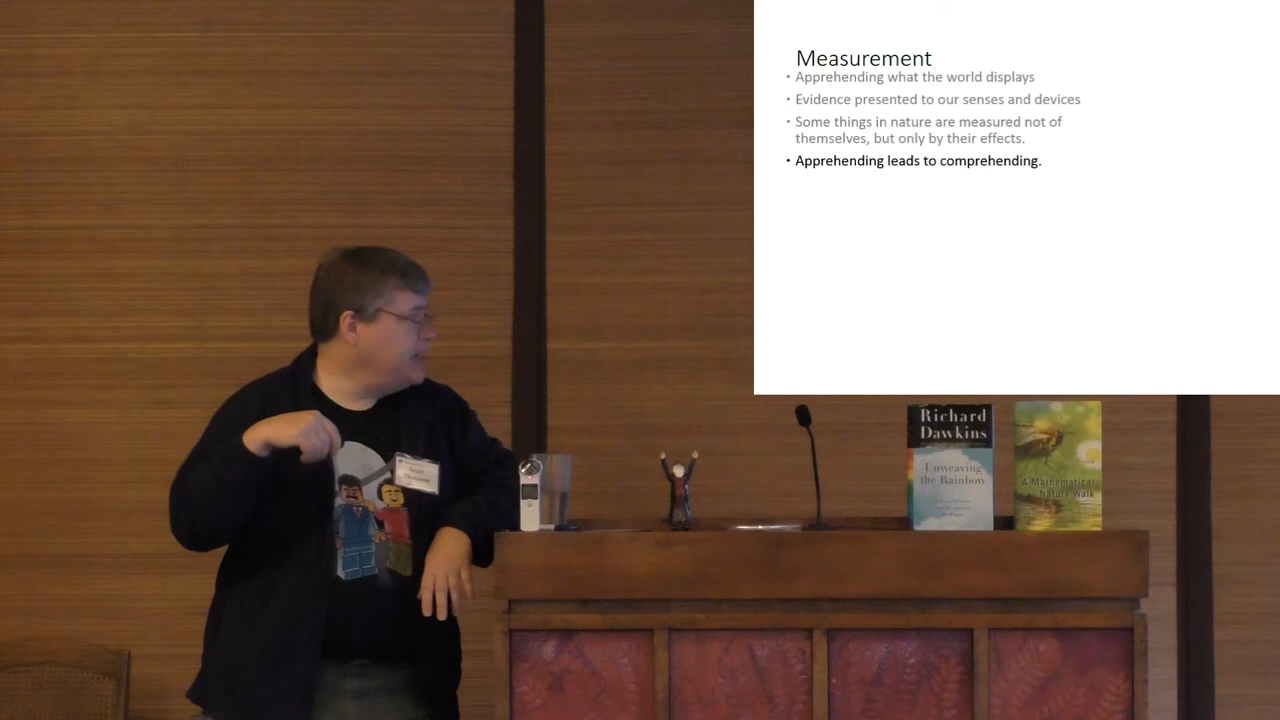 Measurement
• Apprehending what the world displays
• Evidence presented to our senses and devices
• Some things in nature are measured not of
themselves, but only by their effects.
• Apprehending leads to comprehending.
Richard
Dawkins
Unweaving
the Rainbow
A Mathematical
Nature Walk
Scott